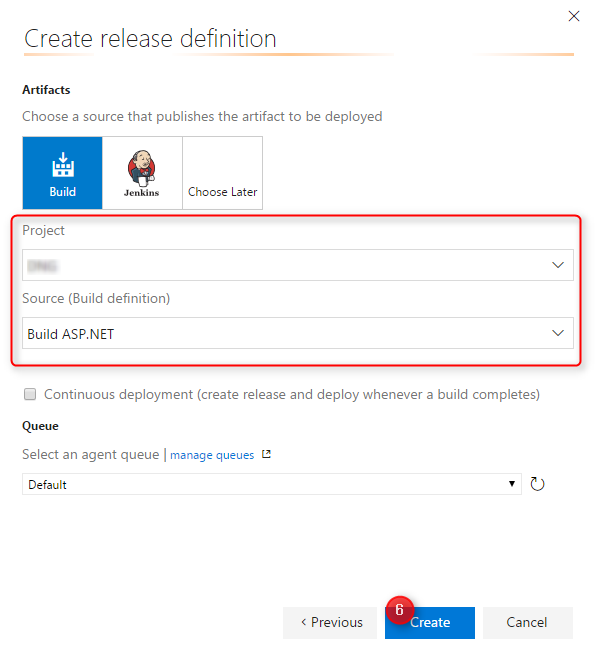 Create release definition
Artifacts
Choose a source that publishes the artifact to be deployed
Build
Jenkins
Choose Later
Project
Source (Build definition)
Build ASP.NET
Continuous deployment (create release and deploy whenever a build completes)
Queue
Select an agent queue | manage queues
Default
< Previous
6
Create
Cancel